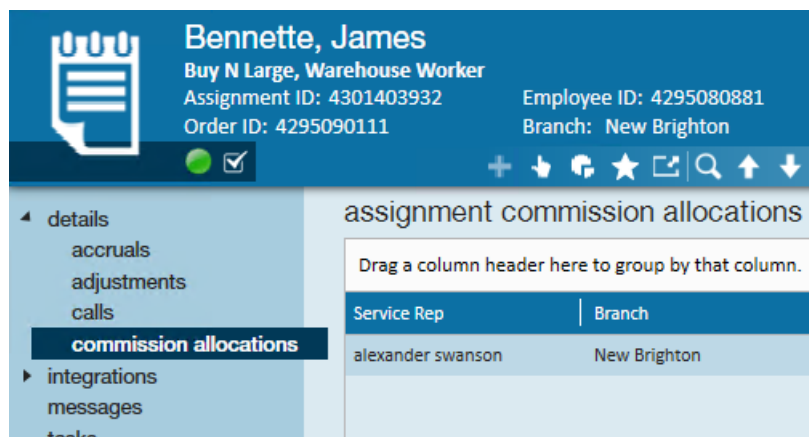 Bennette, James
Buy N Large, Warehouse Worker
Assignment ID: 4301403932 Employee ID: 4295080881
Order ID: 4295090111 Branch: New Brighton
details
accruals
adjustments
calls
commission allocations
integrations
messages
tasks
assignment commission allocations
Drag a column header here to group by that column.
Service Rep Branch
alexander swanson New Brighton